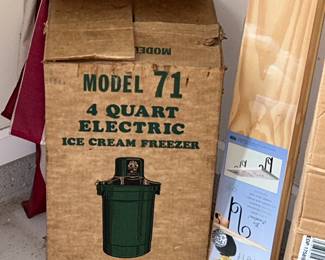 MODEL
MODEL 71
4 QUART
ELECTRIC
ICE CREAM FREEZER